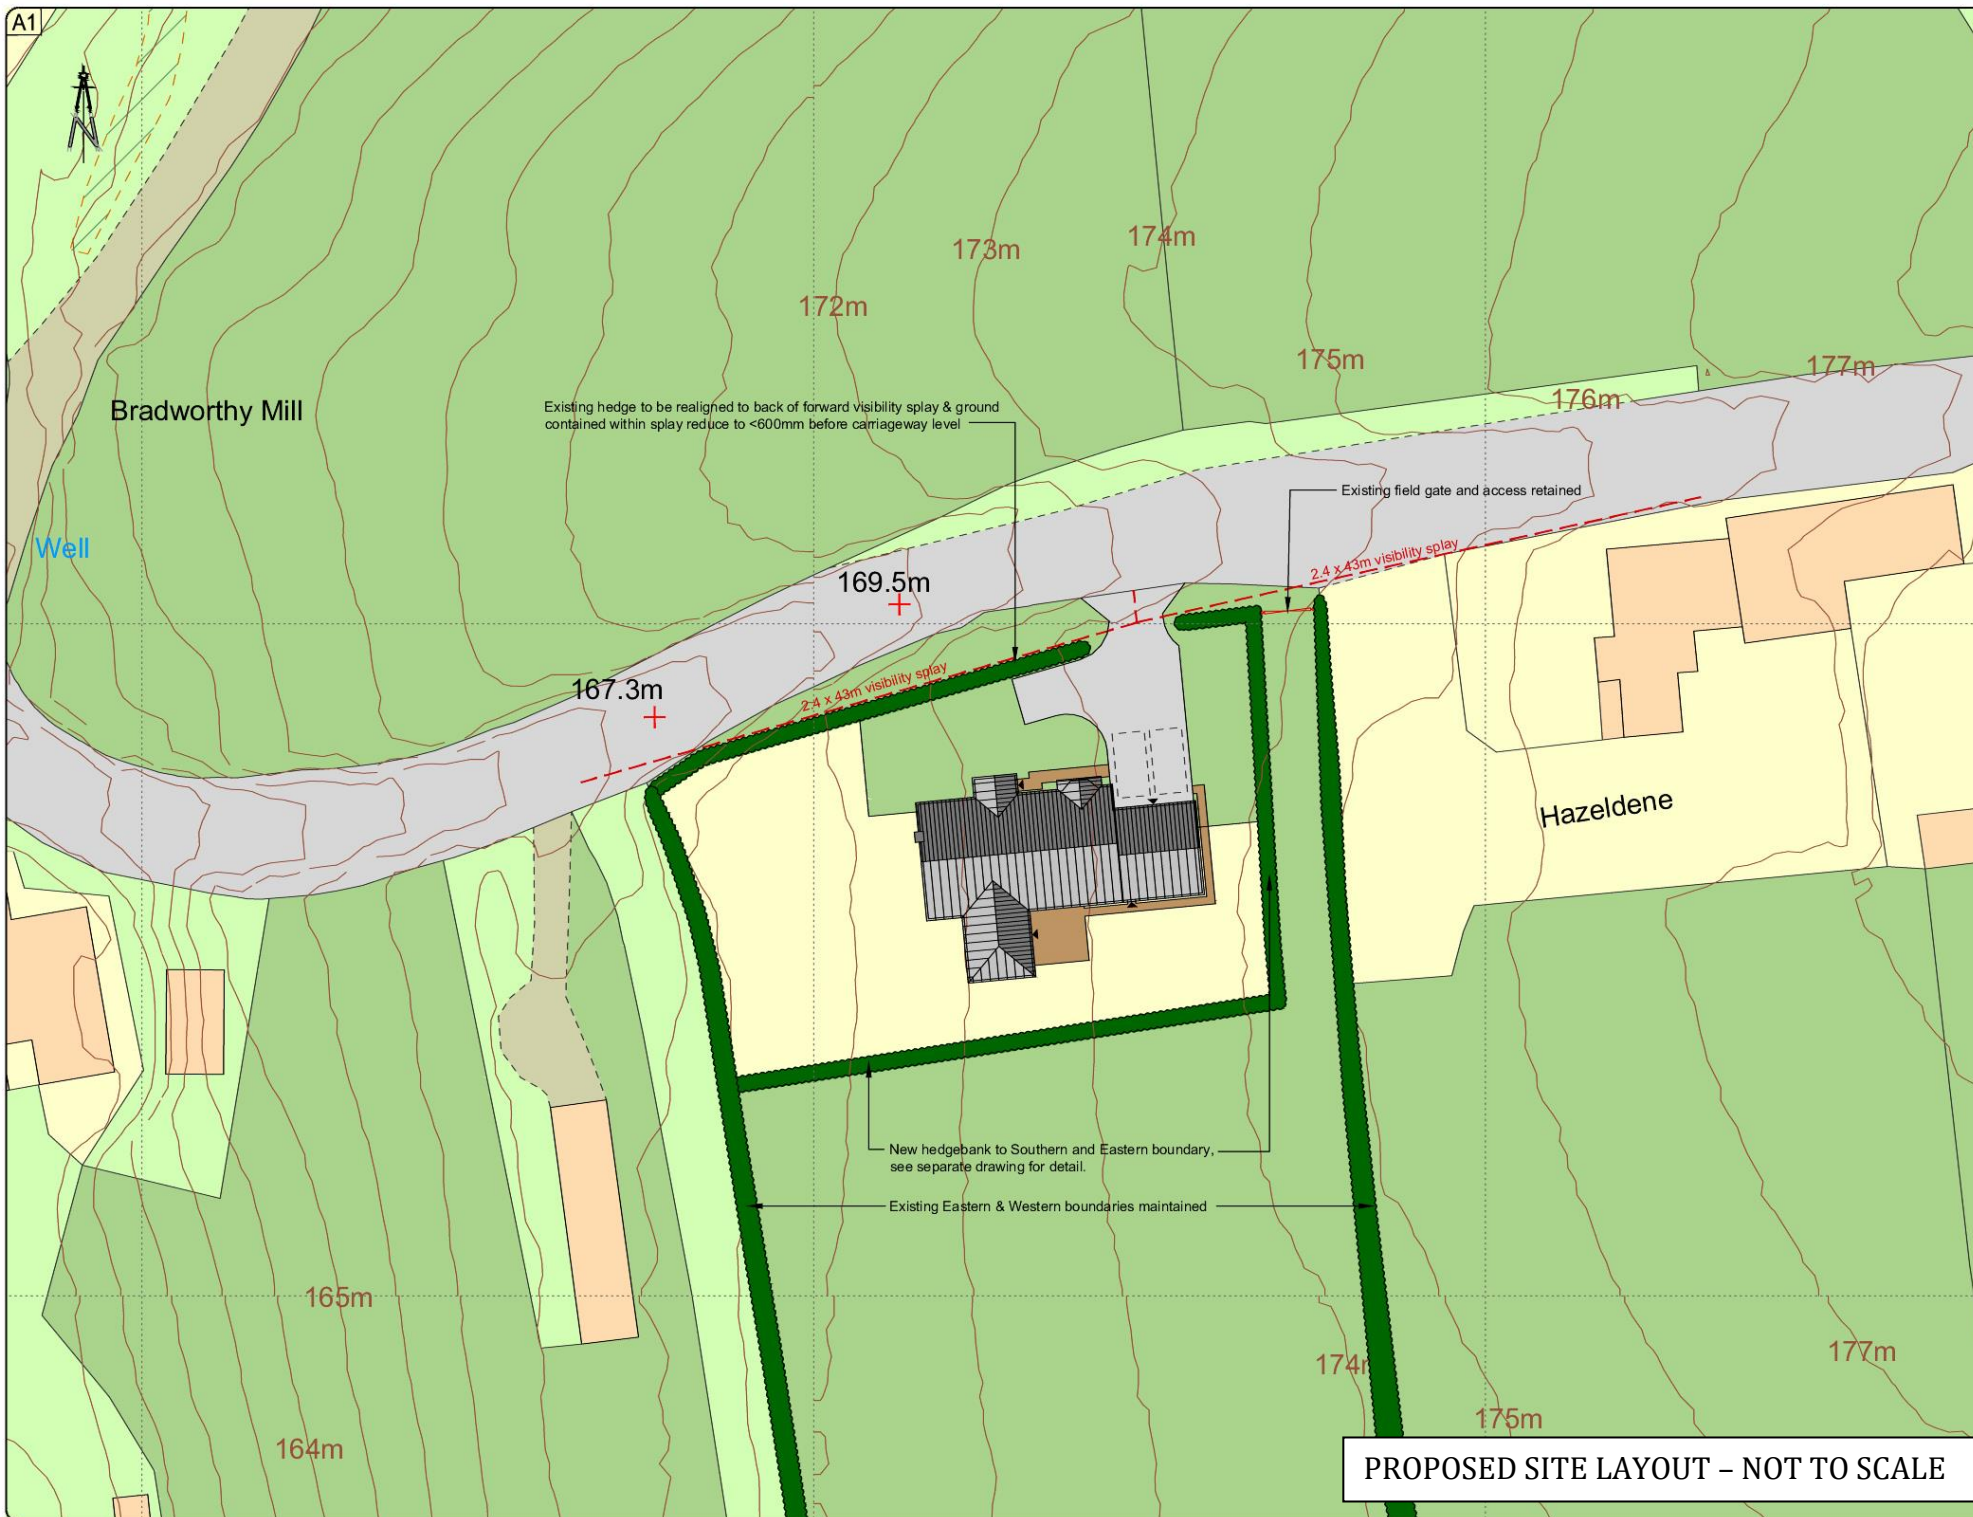 A1
N
173m
174m
172m
175m
177m
176m
Bradworthy Mill
Existing hedge to be realigned to back of forward visibility splay & ground
contained within splay reduce to <600mm before carriageway level
Existing field gate and access retained
Well
2.4 x 43m visibility splay
169.5m
2.4 x 43m visibility splay
167.3m
Hazeldene
New hedgebank to Southern and Eastern boundary,
see separate drawing for detail.
Existing Eastern & Western boundaries maintained
165m
174m
177m
175m
164m
PROPOSED SITE LAYOUT – NOT TO SCALE